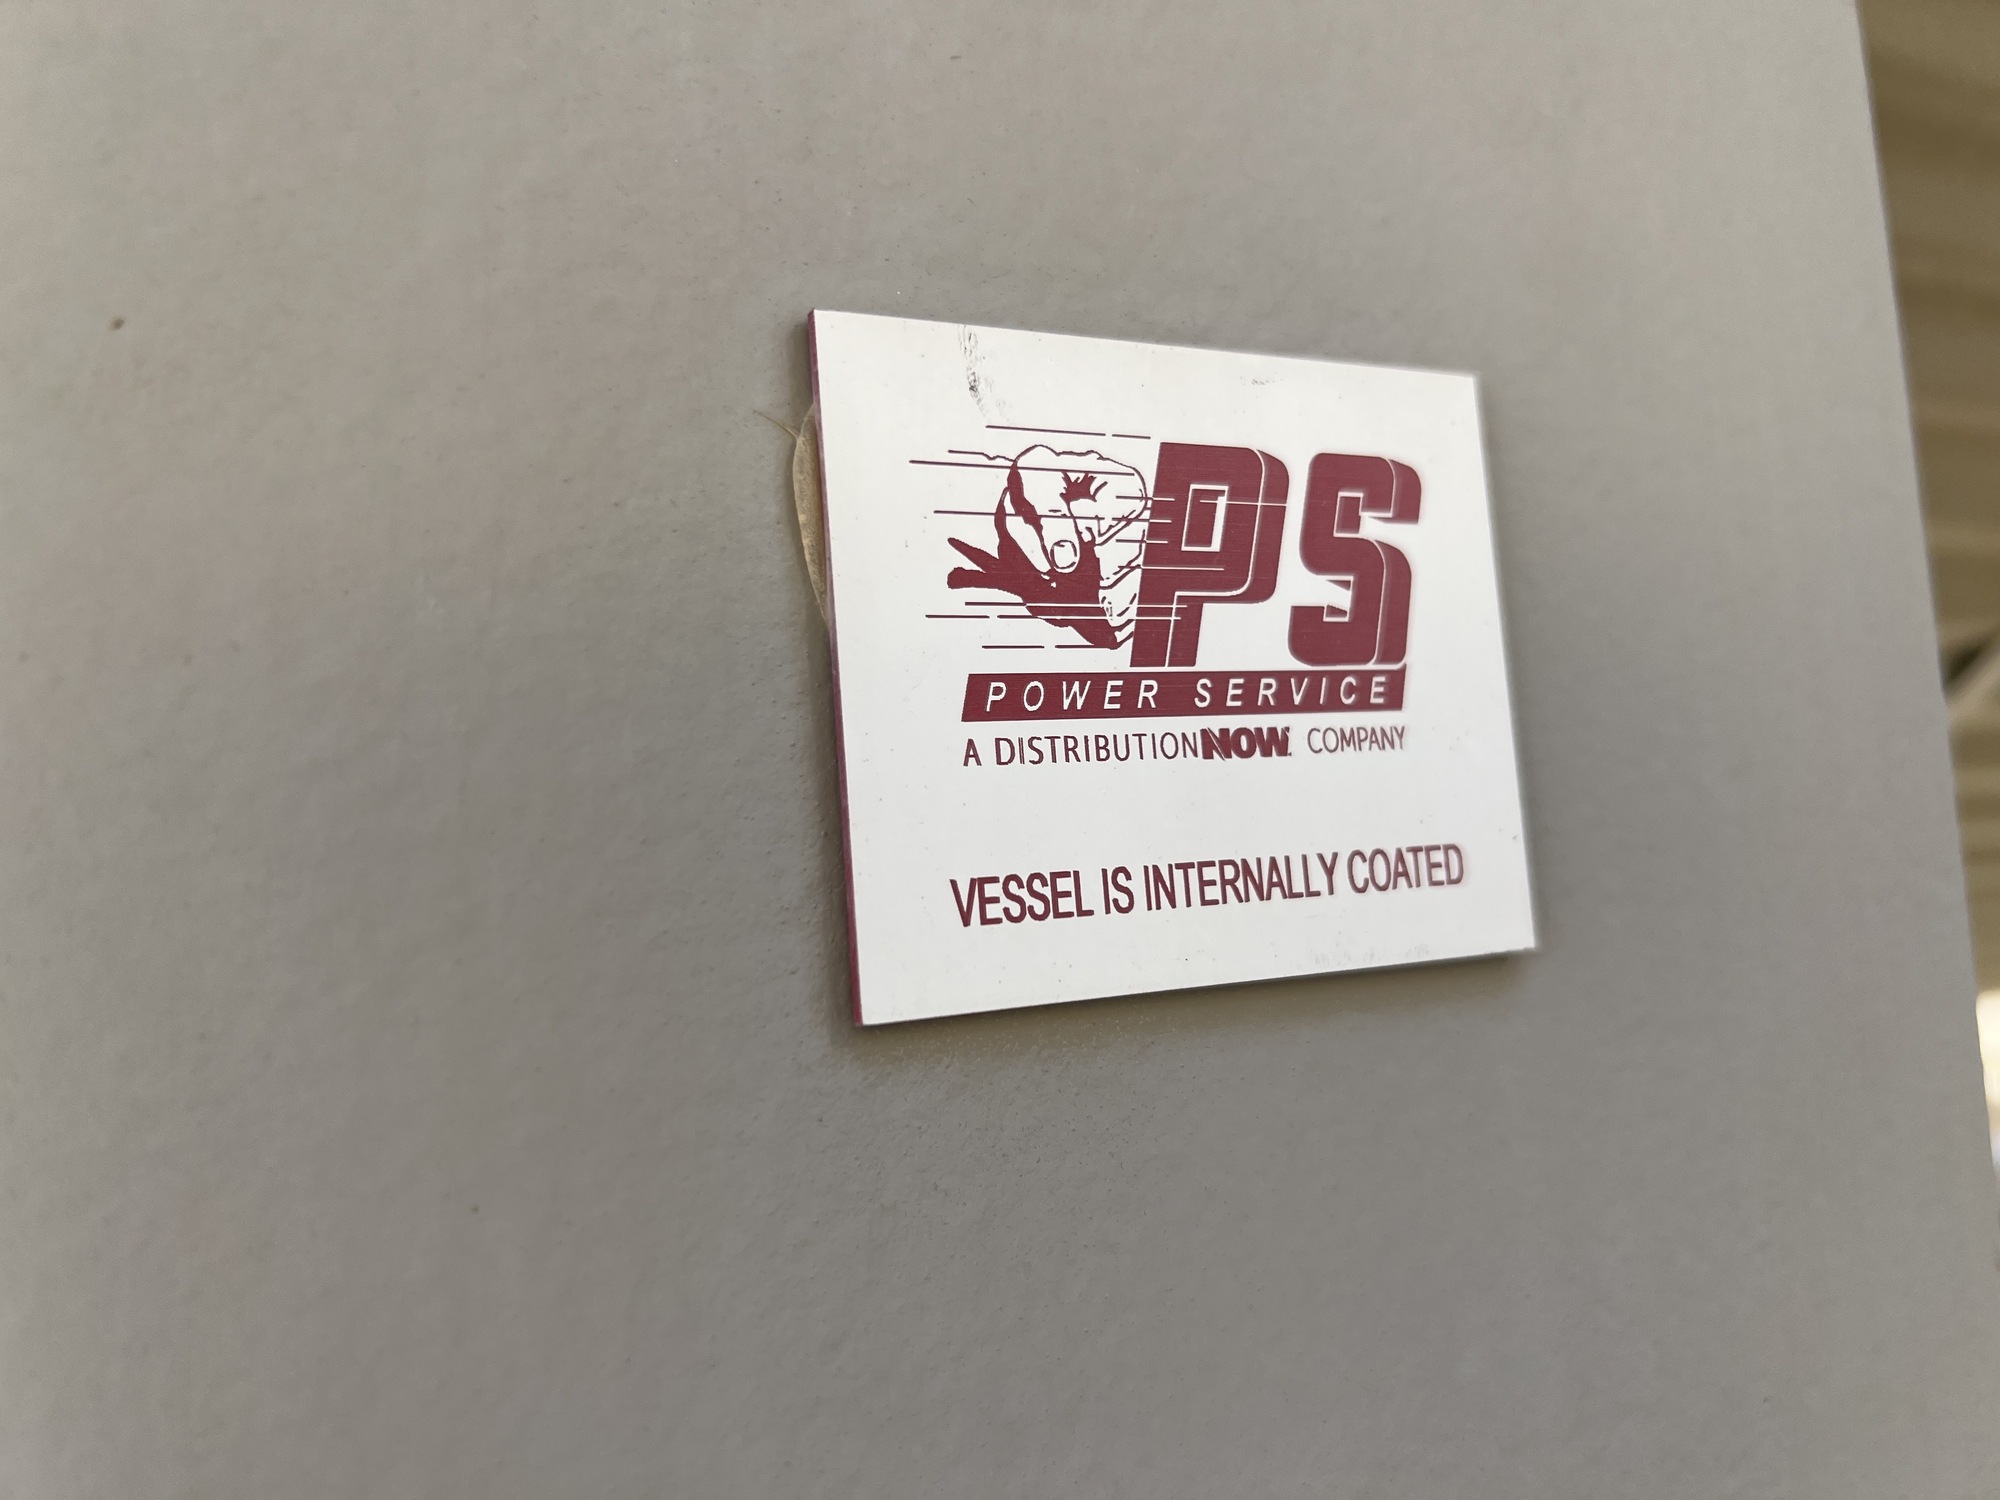 PS
POWER SERVICE
A DISTRIBUTIONNOW COMPANY
VESSEL IS INTERNALLY COATED